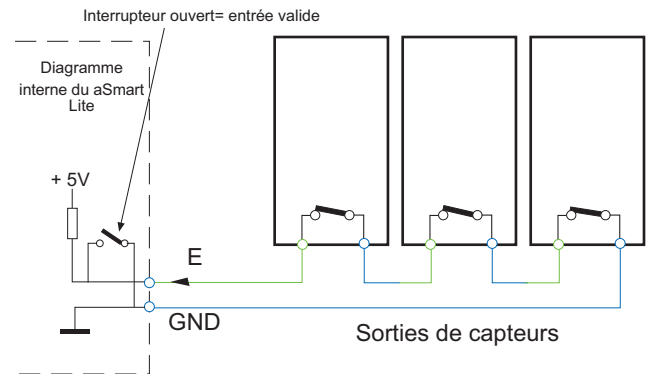 Interrupteur ouvert= entrée valide
Diagramme
interne du aSmart
Lite
+ 5V
E
GND
Sorties de capteurs